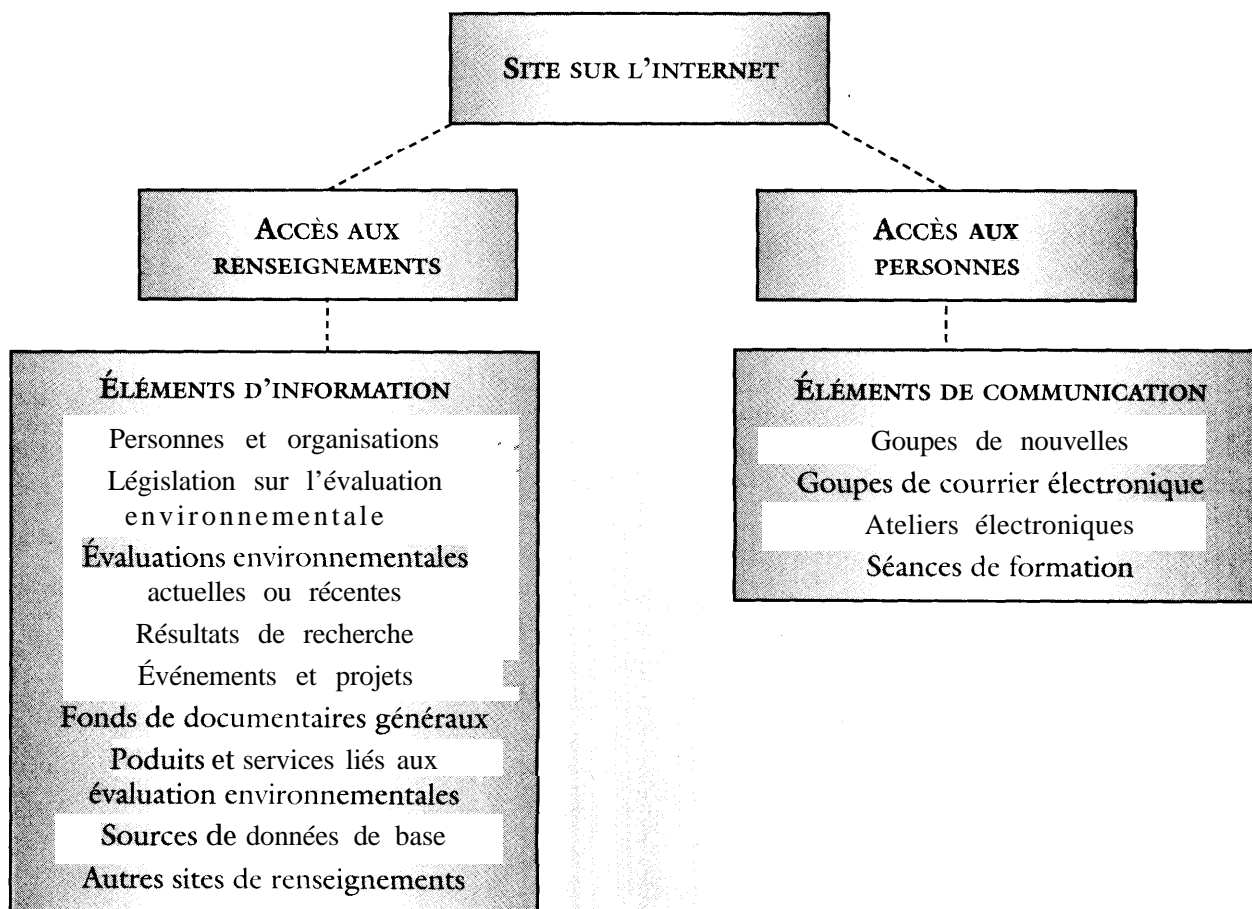 SITE SUR L'INTERNET
ACCÈS AUX
RENSEIGNEMENTS
ACCÈS AUX
PERSONNES
ÉLÉMENTS D'INFORMATION
Personnes et organisations
Législation sur l'évaluation
environnementale
Évaluations environnementales
actuelles ou récentes
Résultats de recherche
Événements et projets
Fonds de documentaires généraux
Poduits et services liés aux
évaluation environnementales
Sources de données de base
Autres sites de renseignements
ÉLÉMENTS DE COMMUNICATION
Goupes de nouvelles
Goupes de courrier électronique
Ateliers électroniques
Séances de formation